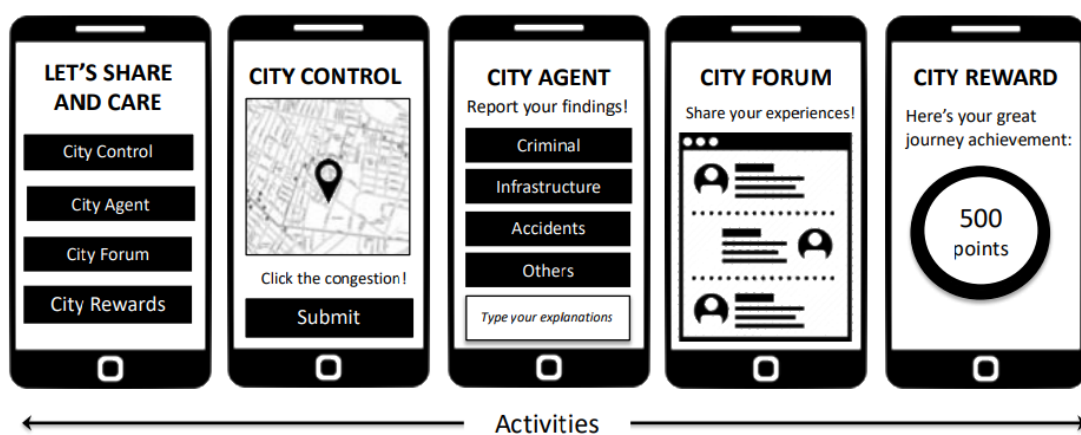 LET'S SHARE
AND CARE
City Control
City Agent
City Forum
City Rewards
CITY CONTROL
Click the congestion!
Submit
CITY AGENT
Report your findings!
Criminal
Infrastructure
Accidents
Others
Type your explanations
CITY FORUM
Share your experiences!
CITY REWARD
Here's your great
journey achievement:
500
points
Activities